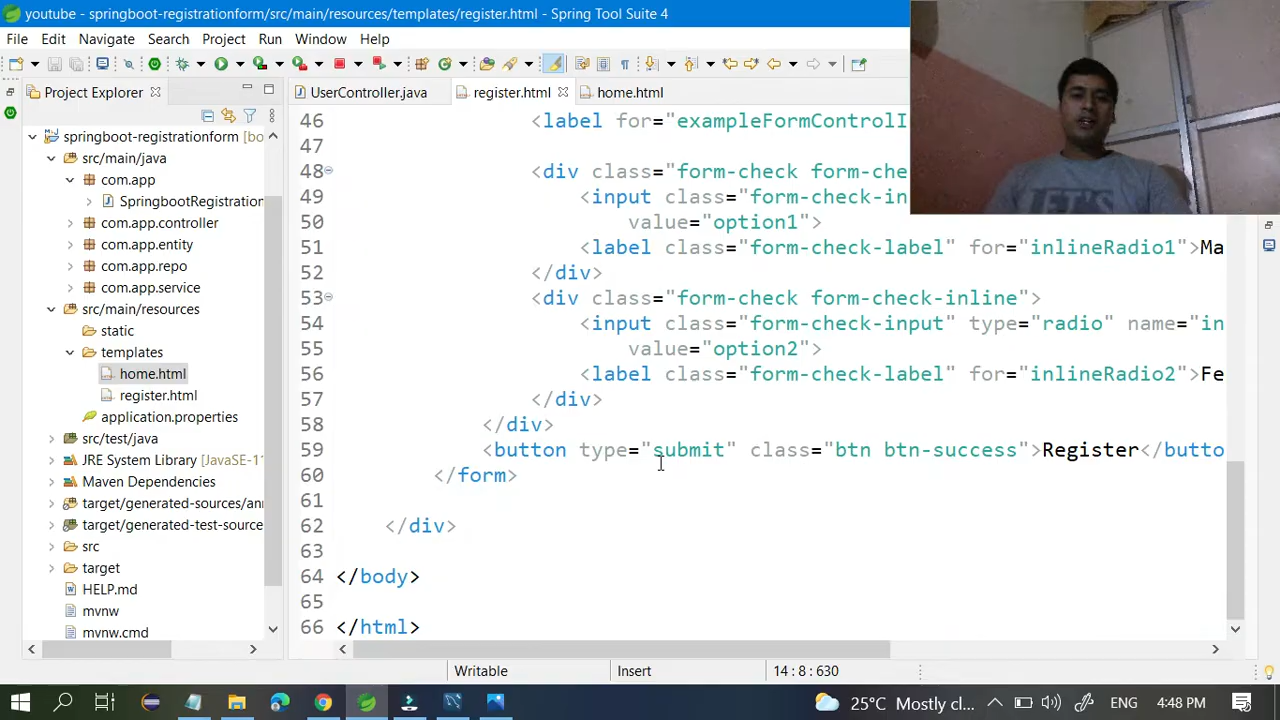 youtube - springboot-registrationform/src/main/resources/templates/register.html - Spring Tool Suite 4
File Edit Navigate Search Project Run Window Help
Project Explorer
UserController.java
register.html
home.html
springboot-registrationform [bo
src/main/java
com.app
SpringbootRegistration
com.app.controller
com.app.entity
com.app.repo
com.app.service
src/main/resources
static
templates
home.html
register.html
application.properties
src/test/java
JRE System Library [JavaSE-1
Maven Dependencies
target/generated-sources/an
target/generated-test-source
src
target
HELP.md
mvnw
mvnw.cmd
46 <label for="exampleFormControlI
47
48 <div class="form-check form-che
49 <input class="form-check-in
50 value="option1">
51 <label class="form-check-label" for="inlineRadio1">Ma
52 </div>
53 <div class="form-check form-check-inline">
54 <input class="form-check-input" type="radio" name="in
55 value="option2">
56 <label class="form-check-label" for="inlineRadio2">Fe
57 </div>
58 </div>
59 <button type="submit" class="btn btn-success">Register</butto
60 </form>
61
62 </div>
63
64 </body>
65
66 </html>
LET'S
Writable
Insert
14 : 8 : 630
25°C Mostly cl...
ENG
4:48 PM